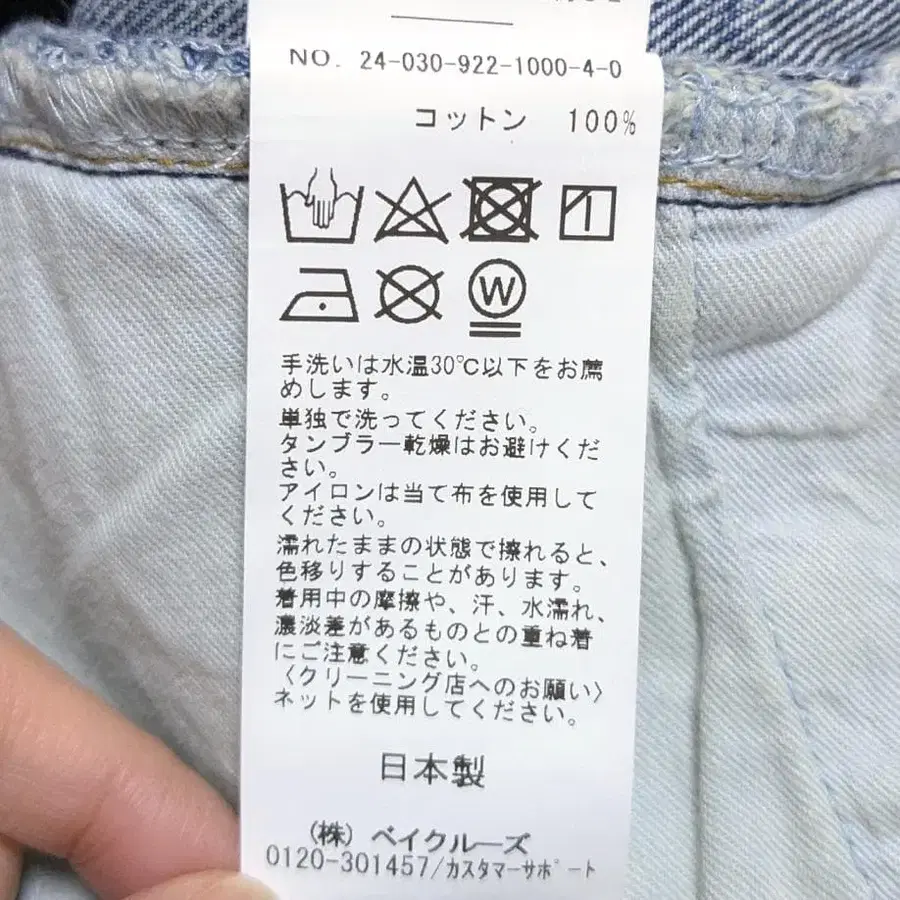 NO. 24-030-922-1000-4-0
コットン 100%
W
手洗いは水温30℃以下をお薦
めします。
単独で洗ってください。
タンブラー乾燥はお避けくだ
さい。
アイロンは当て布を使用して
ください。
濡れたままの状態で擦れると、
色移りすることがあります。
着用中の摩擦や、汗、水濡れ、
濃淡差があるものとの重ね着
にご注意ください。
〈クリーニング店へのお願い〉
ネットを使用してください。
日本製
(株) ベイクルーズ
0120-301457/カスタマーサポート